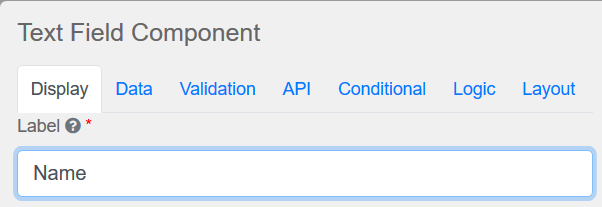 Text Field Component
Display Data Validation API Conditional Logic Layout
Label ? *
Name